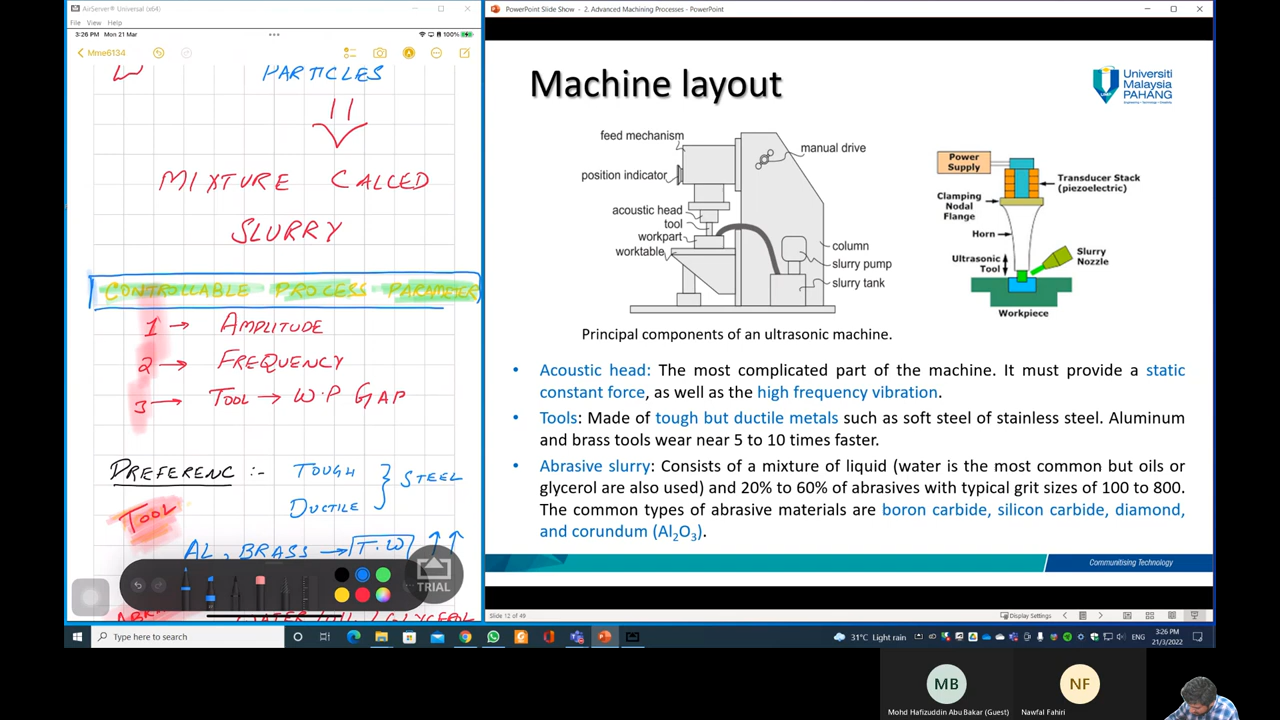 AirServer® Universal (x64)
File View Help
3:26 PM Mon 21 Mar
100%
Mme6134
PARTICLES
MIXTURE CALLED
SLURRY
CONTROLLABLE PROCESS PARAMETER
1 → AMPLITUDE
2 → FREQUENCY
3 → TOOL → W.P GAP
PREFERENC :- TOUGH
DUCTILE
STEEL
TOOL
AL, BRASS → T.W ↑ ↑
TRIAL
PowerPoint Slide Show - 2. Advanced Machining Processes - PowerPoint
Machine layout
UMP
Universiti
Malaysia
PAHANG
Engineering • Technology • Creativity
feed mechanism
manual drive
position indicator
acoustic head
tool
workpart
worktable
column
slurry pump
slurry tank
Power
Supply
Transducer Stack
(piezoelectric)
Clamping
Nodal
Flange
Horn
Ultrasonic
Tool
Slurry
Nozzle
Workpiece
Principal components of an ultrasonic machine.
• Acoustic head: The most complicated part of the machine. It must provide a static
constant force, as well as the high frequency vibration.
• Tools: Made of tough but ductile metals such as soft steel of stainless steel. Aluminum
and brass tools wear near 5 to 10 times faster.
• Abrasive slurry: Consists of a mixture of liquid (water is the most common but oils or
glycerol are also used) and 20% to 60% of abrasives with typical grit sizes of 100 to 800.
The common types of abrasive materials are boron carbide, silicon carbide, diamond,
and corundum (Al₂O₃).
Communitising Technology
Slide 12 of 49
Display Settings
Type here to search
31°C Light rain
ENG
3:26 PM
21/3/2022
MB
Mohd Hafizuddin Abu Bakar (Guest)
NF
Nawfal Fahiri